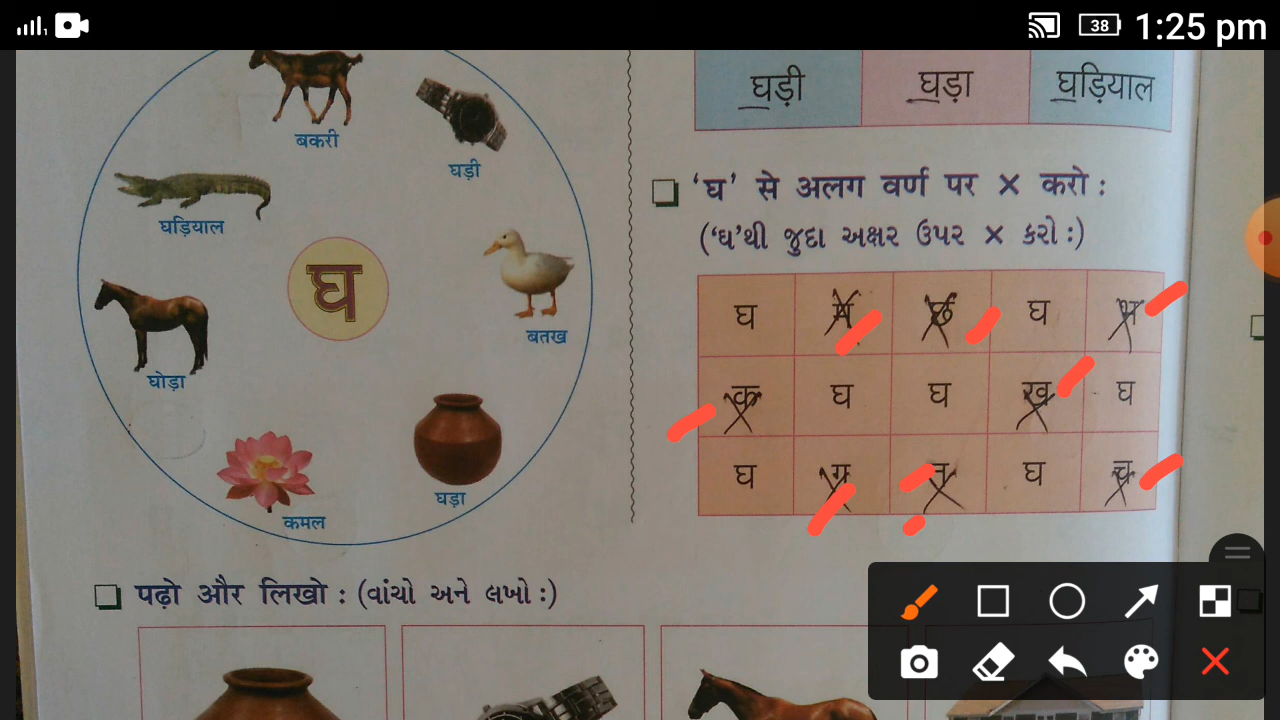 38 1:25 pm
बकरी
घड़ी
घड़ियाल
घ
बतख
घोड़ा
घड़ा
कमल
घड़ी घड़ा घड़ियाल
'घ' से अलग वर्ण पर × करो :
('घ'થી જુદા અક્ષર ઉપર × કરો :)
घ म छ घ भ
क घ घ ख घ
घ ग त घ च
पढ़ो और लिखो : (વાંચો અને લખો :)